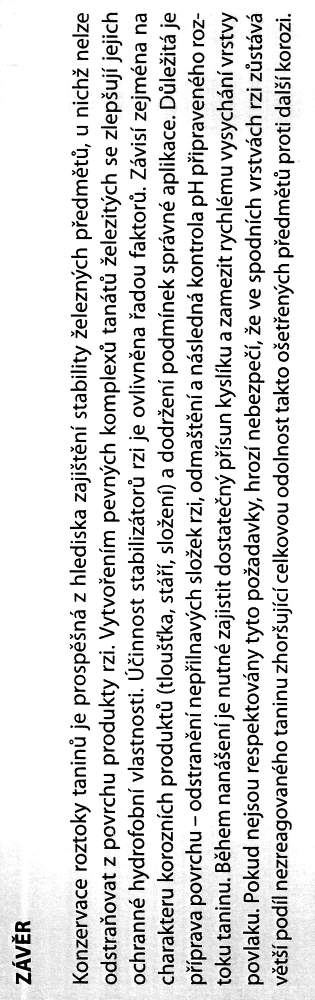 ZÁVĚR
Konzervace roztoky taninů je prospěšná z hlediska zajištění stability železných předmětů, u nichž nelze
odstraňovat z povrchu produkty rzi. Vytvořením pevných komplexů tanátů železitých se zlepšují jejich
ochranné hydrofobní vlastnosti. Účinnost stabilizátorů rzi je ovlivněna řadou faktorů. Závisí zejména na
charakteru korozních produktů (tloušťka, stáří, složení) a dodržení podmínek správné aplikace. Důležitá je
příprava povrchu – odstranění nepřilnavých složek rzi, odmaštění a následná kontrola pH připraveného roz-
toku taninu. Během nanášení je nutné zajistit dostatečný přísun kyslíku a zamezit rychlému vysychání vrstvy
povlaku. Pokud nejsou respektovány tyto požadavky, hrozí nebezpečí, že ve spodních vrstvách rzi zůstává
větší podíl nezreagovaného taninu zhoršující celkovou odolnost takto ošetřených předmětů proti další korozi.